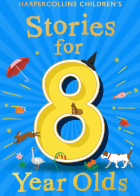 HARPERCOLLINS CHILDREN'S
Stories for
8
Year Olds